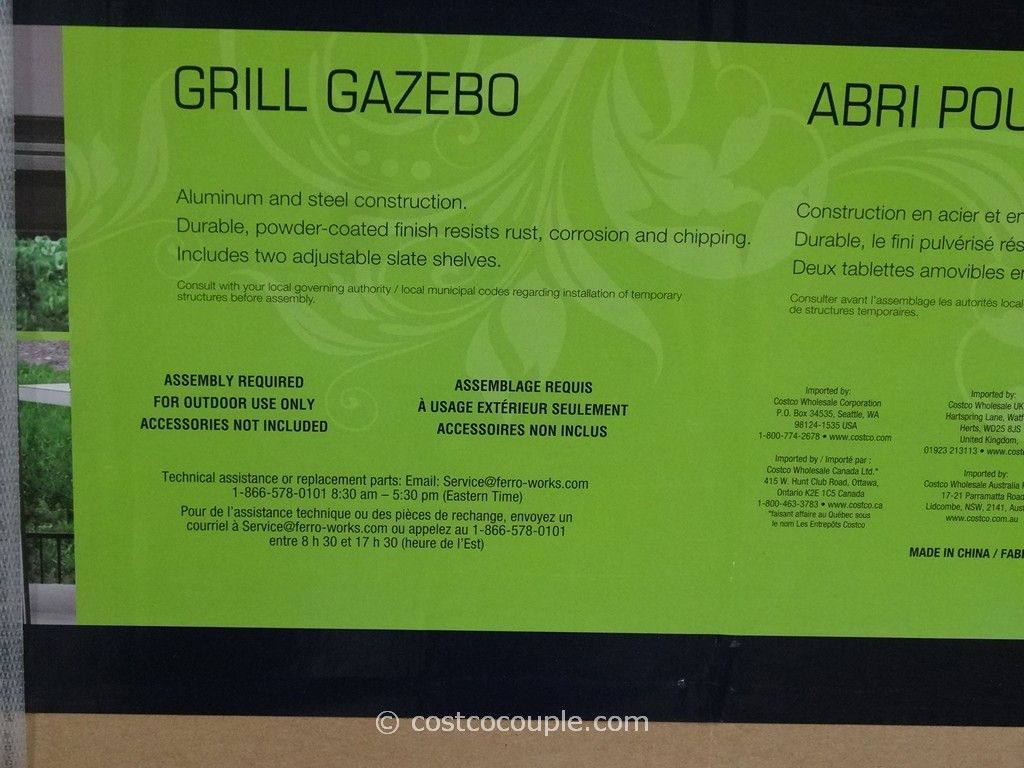 GRILL GAZEBO
Aluminum and steel construction.
Durable, powder-coated finish resists rust, corrosion and chipping.
Includes two adjustable slate shelves.
Consult with your local governing authority / local municipal codes regarding installation of temporary
structures before assembly.
ASSEMBLY REQUIRED
FOR OUTDOOR USE ONLY
ACCESSORIES NOT INCLUDED
ASSEMBLAGE REQUIS
À USAGE EXTÉRIEUR SEULEMENT
ACCESSOIRES NON INCLUS
Technical assistance or replacement parts: Email: Service@ferro-works.com
1-866-578-0101 8:30 am – 5:30 pm (Eastern Time)
Pour de l'assistance technique ou des pièces de rechange, envoyez un
courriel à Service@ferro-works.com ou appelez au 1-866-578-0101
entre 8 h 30 et 17 h 30 (heure de l'Est)
ABRI
Construction en acier et
Durable, le fini pulvérisé
Deux tablettes amovibles
Consulter avant l'assemblage les autorités
de structures temporaires.
Imported by:
Costco Wholesale Corporation
P.O. Box 34535, Seattle, WA
98124-1535 USA
1-800-774-2678 • www.costco.com
Imported by / Importé par :
Costco Wholesale Canada Ltd.*
415 W. Hunt Club Road, Ottawa,
Ontario K2E 1C5 Canada
1-800-463-3783 • www.costco.ca
*faisant affaire au Québec sous
le nom Les Entrepôts Costco
Imported by:
Costco Wholesale UK
Hartspring Lane,
Herts, WD25 8JS
United Kingdom,
01923 213113 •
Imported by:
Costco Wholesale Australia
17-21 Parramatta Road
Lidcombe, NSW, 2141,
www.costco.com.au
MADE IN CHINA /
© costcocouple.com